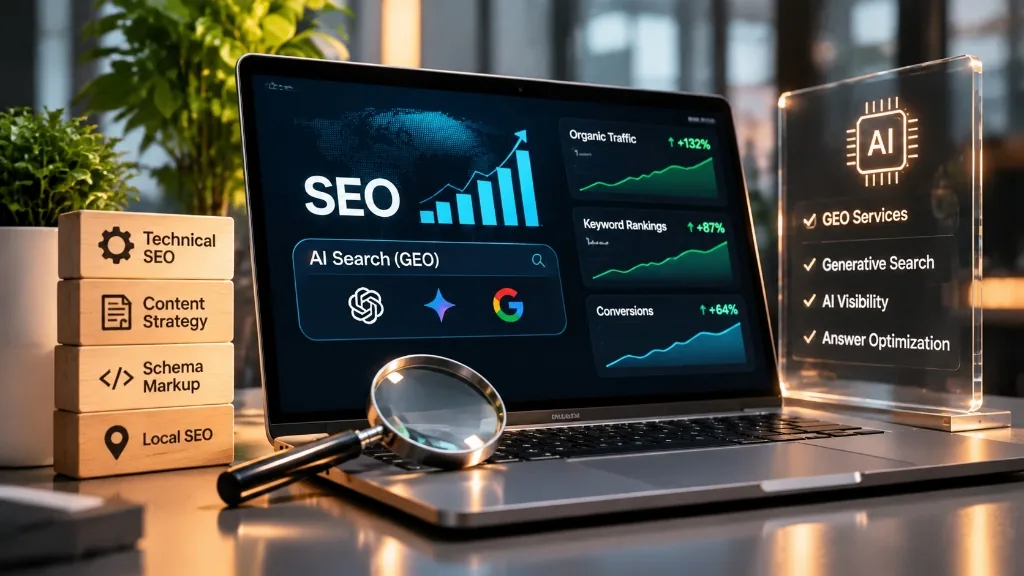 Technical
SEO
Content
Strategy
Schema
Markup
Local SEO
SEO
AI Search (GEO)
Organic Traffic
+132%
Keyword Rankings
+87%
Conversions
+64%
AI
GEO Services
Generative Search
AI Visibility
Answer Optimization